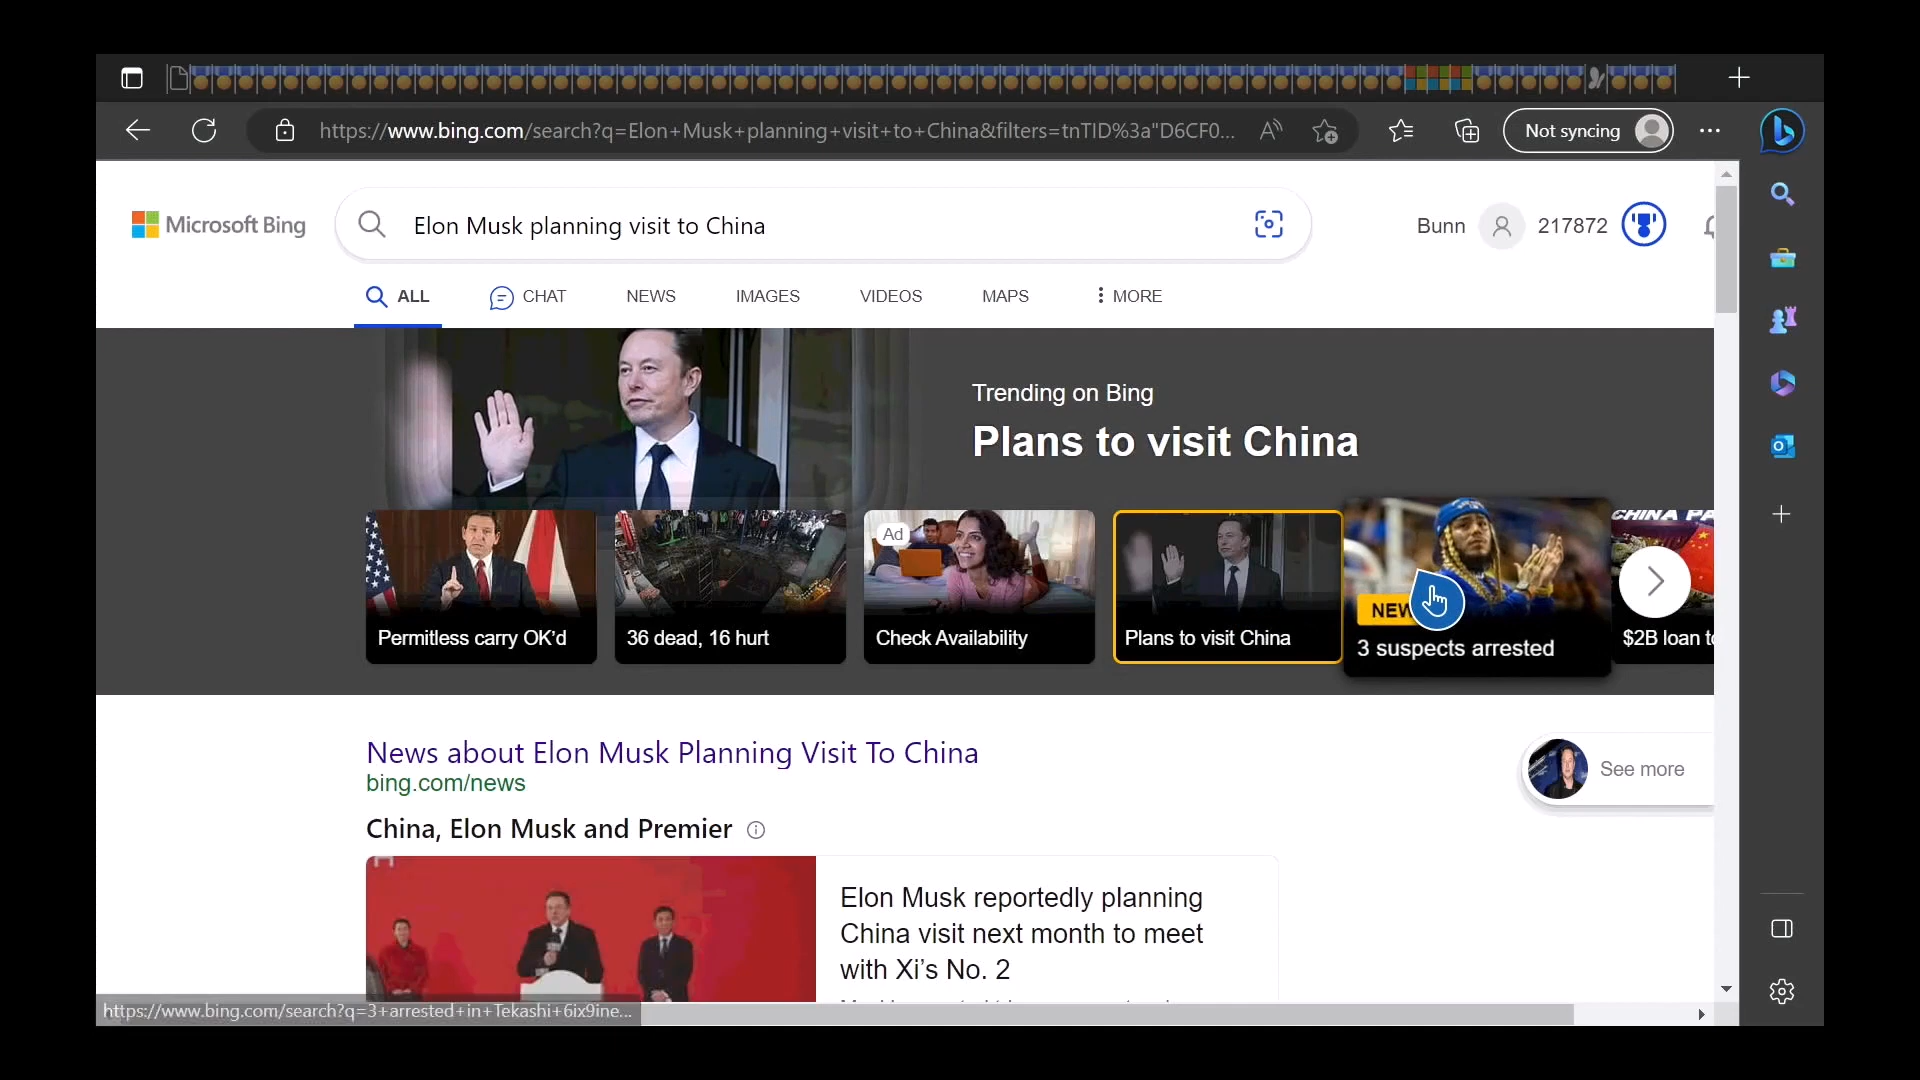 https://www.bing.com/search?q=Elon+Musk+planning+visit+to+China&filters=tnTID%3a"D6CF0...
Not syncing
Microsoft Bing
Elon Musk planning visit to China
Bunn
217872
ALL
CHAT
NEWS
IMAGES
VIDEOS
MAPS
MORE
Trending on Bing
Plans to visit China
Permitless carry OK'd
36 dead, 16 hurt
Ad
Check Availability
Plans to visit China
3 suspects arrested
CHINA
$2B loan
News about Elon Musk Planning Visit To China
bing.com/news
See more
China, Elon Musk and Premier
Elon Musk reportedly planning
China visit next month to meet
with Xi's No. 2
https://www.bing.com/search?q=3+arrested+in+Tekashi+6ix9ine...